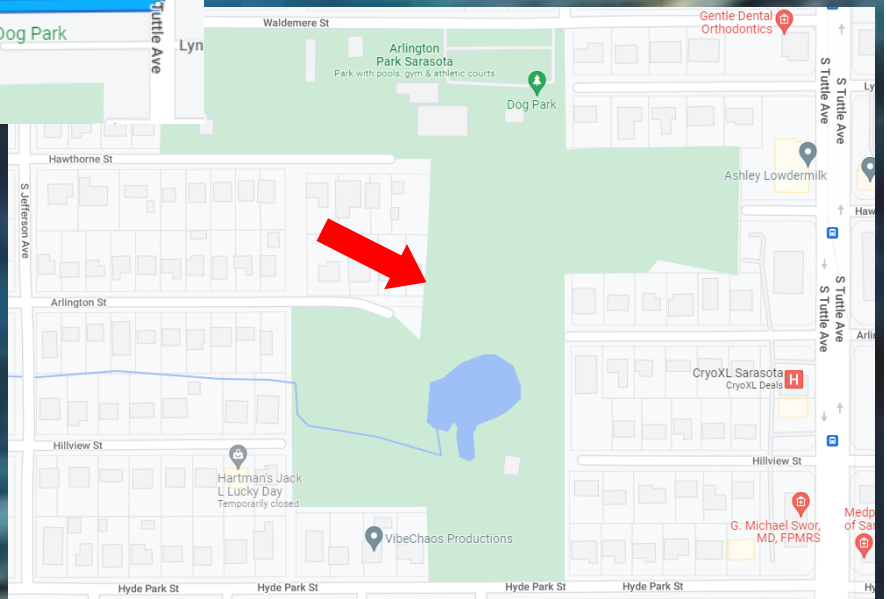 Dog Park
Tuttle Ave
Lyn
Waldemere St
Gentle Dental
Orthodontics
Arlington
Park Sarasota
Park with pools, gym & athletic courts
Dog Park
S Tuttle Ave
S Tuttle Ave
Ly
Hawthorne St
Ashley Lowdermilk
S Jefferson Ave
Haw
Arlington St
S Tuttle Ave
S Tuttle Ave
Arli
CryoXL Sarasota
CryoXL Deals
H
Hillview St
Hillview St
Hartman's Jack
L Lucky Day
Temporarily closed
G. Michael Swor,
MD, FPMRS
Medp
of Sar
VibeChaos Productions
Hyde Park St
Hyde Park St
Hyde Park St
Hyde Park St
Hy